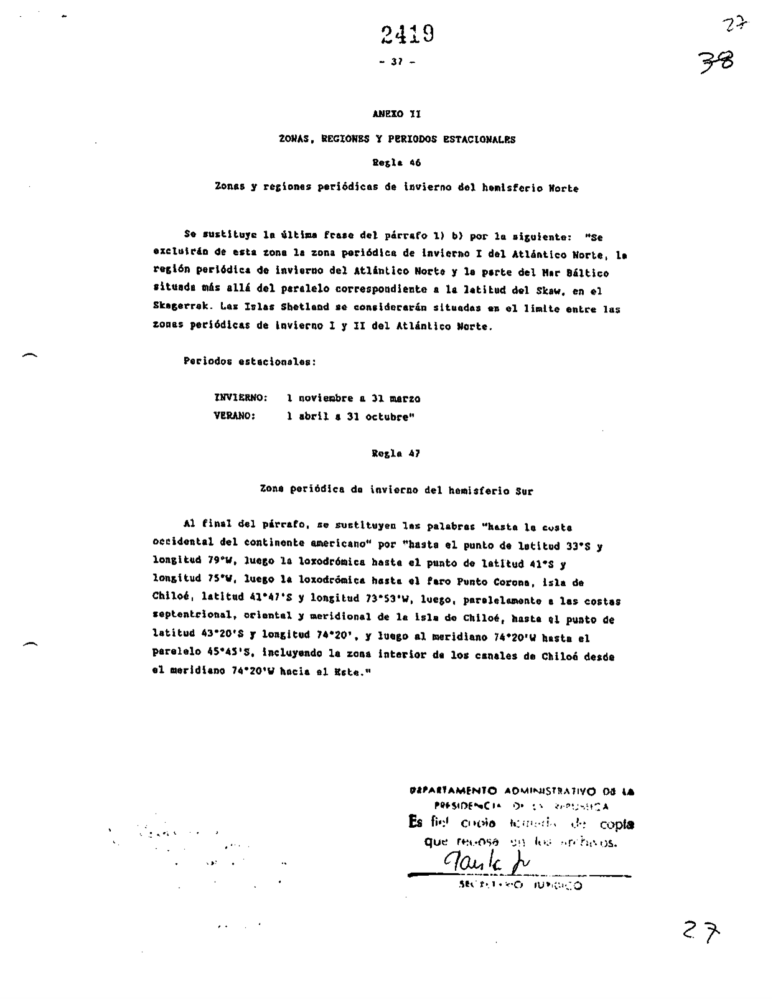 2419
27
- 37 -
38
ANEXO II
ZONAS, REGIONES Y PERIODOS ESTACIONALES
Regla 46
Zonas y regiones periódicas de invierno del hemisferio Norte
Se sustituye la última frase del párrafo 1) b) por la siguiente: "Se
excluirán de esta zona la zona periódica de invierno I del Atlántico Norte, la
región periódica de invierno del Atlántico Norte y la parte del Mar Báltico
situada más allá del paralelo correspondiente a la latitud del Skaw, en el
Skagerrak. Las Islas Shetland se considerarán situadas en el límite entre las
zonas periódicas de invierno I y II del Atlántico Norte.
Periodos estacionales:
INVIERNO: 1 noviembre a 31 marzo
VERANO: 1 abril a 31 octubre"
Regla 47
Zona periódica de invierno del hemisferio Sur
Al final del párrafo, se sustituyen las palabras "hasta la costa
occidental del continente americano" por "hasta el punto de latitud 33°S y
longitud 79°W, luego la loxodrómica hasta el punto de latitud 41°S y
longitud 75°W, luego la loxodrómica hasta el faro Punto Corona, isla de
Chiloé, latitud 41°47'S y longitud 73°53'W, luego, paralelamente a las costas
septentrional, oriental y meridional de la isla de Chiloé, hasta el punto de
latitud 43°20'S y longitud 74°20', y luego al meridiano 74°20'W hasta el
paralelo 45°45'S, incluyendo la zona interior de los canales de Chiloé desde
el meridiano 74°20'W hacia el Este."
DEPARTAMENTO ADMINISTRATIVO DE LA
PRESIDENCIA DE LA REPUBLICA
Es fiel copia tomada de copia
que reposa en los archivos.
SECRETARIO JURIDICO
27